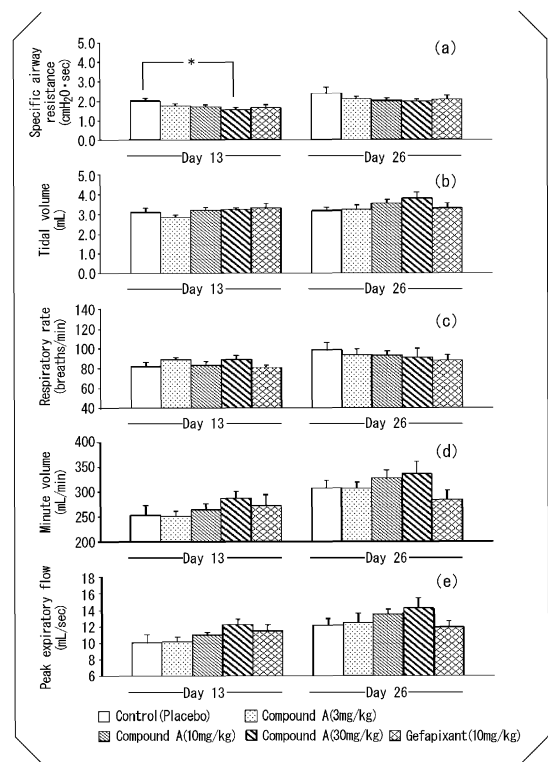 (a)
Specific airway
resistance
(cmH₂O·sec)
5.0
4.0
3.0
2.0
1.0
0.0
*
Day 13
Day 26
(b)
Tidal volume
(mL)
5.0
4.0
3.0
2.0
1.0
0.0
Day 13
Day 26
(c)
Respiratory rate
(breaths/min)
140
120
100
80
60
40
Day 13
Day 26
(d)
Minute volume
(mL/min)
400
350
300
250
200
Day 13
Day 26
(e)
Peak expiratory flow
(mL/sec)
18
16
14
12
10
8
6
Day 13
Day 26
Control(Placebo) Compound A(3mg/kg)
Compound A(10mg/kg) Compound A(30mg/kg) Gefapixant(10mg/kg)